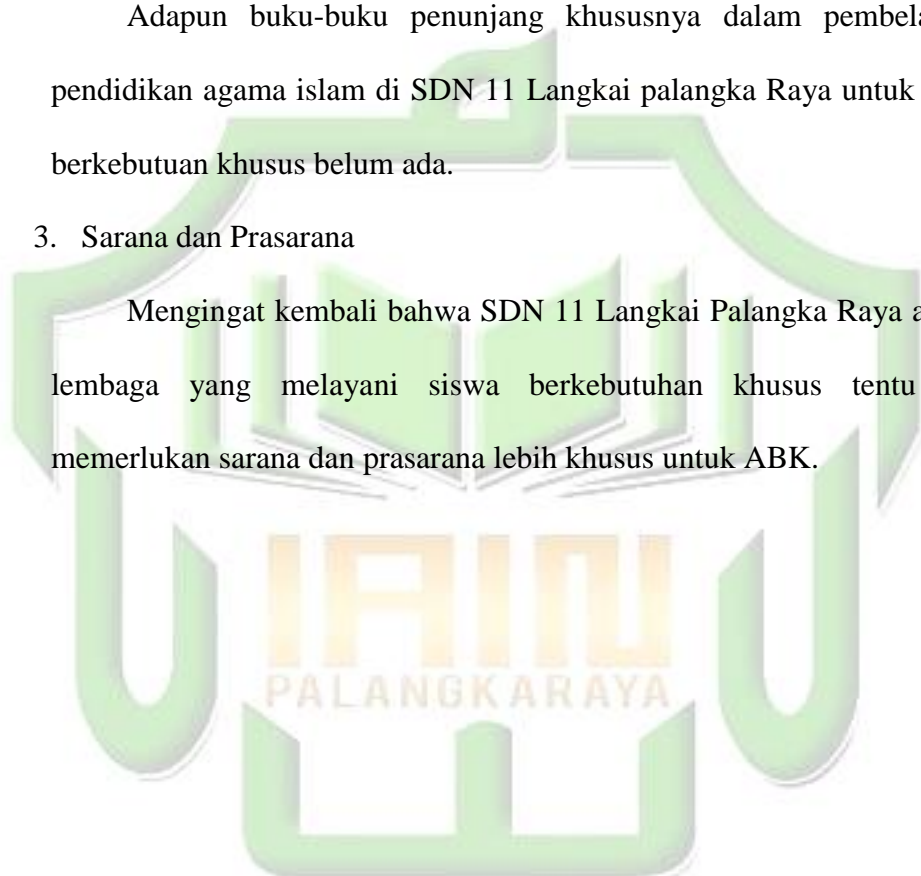 Adapun buku-buku penunjang khususnya dalam pembela
pendidikan agama islam di SDN 11 Langkai palangka Raya untuk
berkebutuan khusus belum ada.
3. Sarana dan Prasarana
Mengingat kembali bahwa SDN 11 Langkai Palangka Raya a
lembaga yang melayani siswa berkebutuhan khusus tentu
memerlukan sarana dan prasarana lebih khusus untuk ABK.
IAIN
PALANGKARAYA